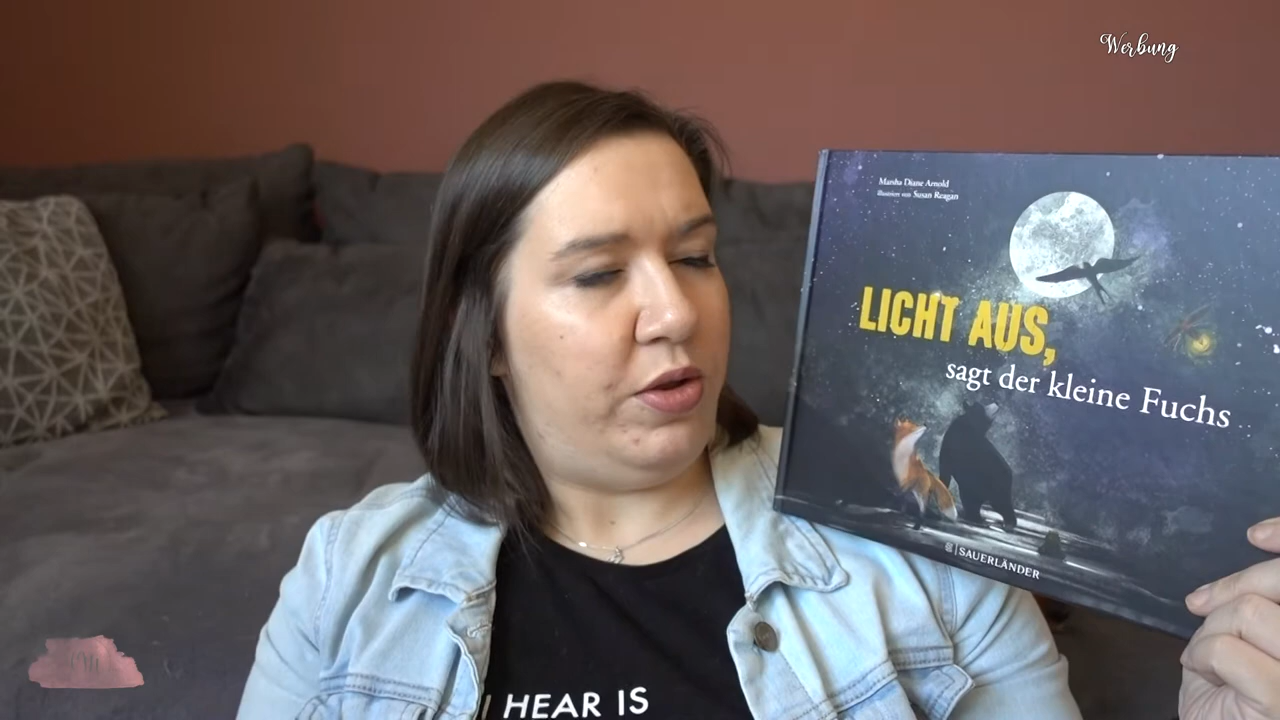 Werbung
Marsha Diane Arnold
illustriert von Susan Reagan
LICHT AUS,
sagt der kleine Fuchs
SAUERLÄNDER
I HEAR IS